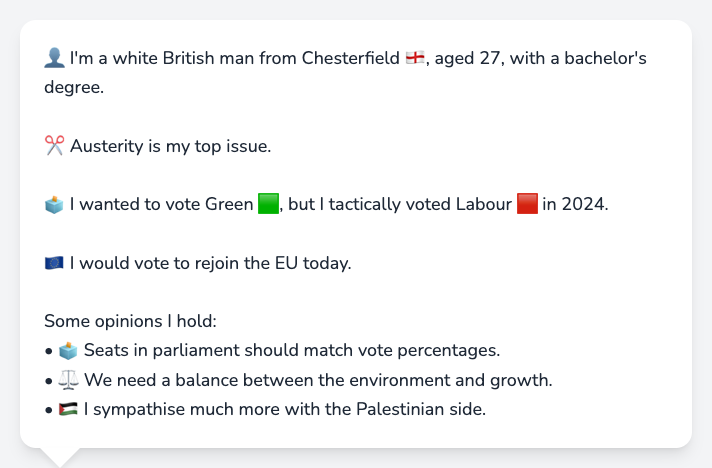 👤 I'm a white British man from Chesterfield 🏴󠁧󠁢󠁥󠁮󠁧󠁿, aged 27, with a bachelor's
degree.
✂️ Austerity is my top issue.
🗳️ I wanted to vote Green 🟩, but I tactically voted Labour 🟥 in 2024.
🇪🇺 I would vote to rejoin the EU today.
Some opinions I hold:
• 🗳️ Seats in parliament should match vote percentages.
• ⚖️ We need a balance between the environment and growth.
• 🇵🇸 I sympathise much more with the Palestinian side.